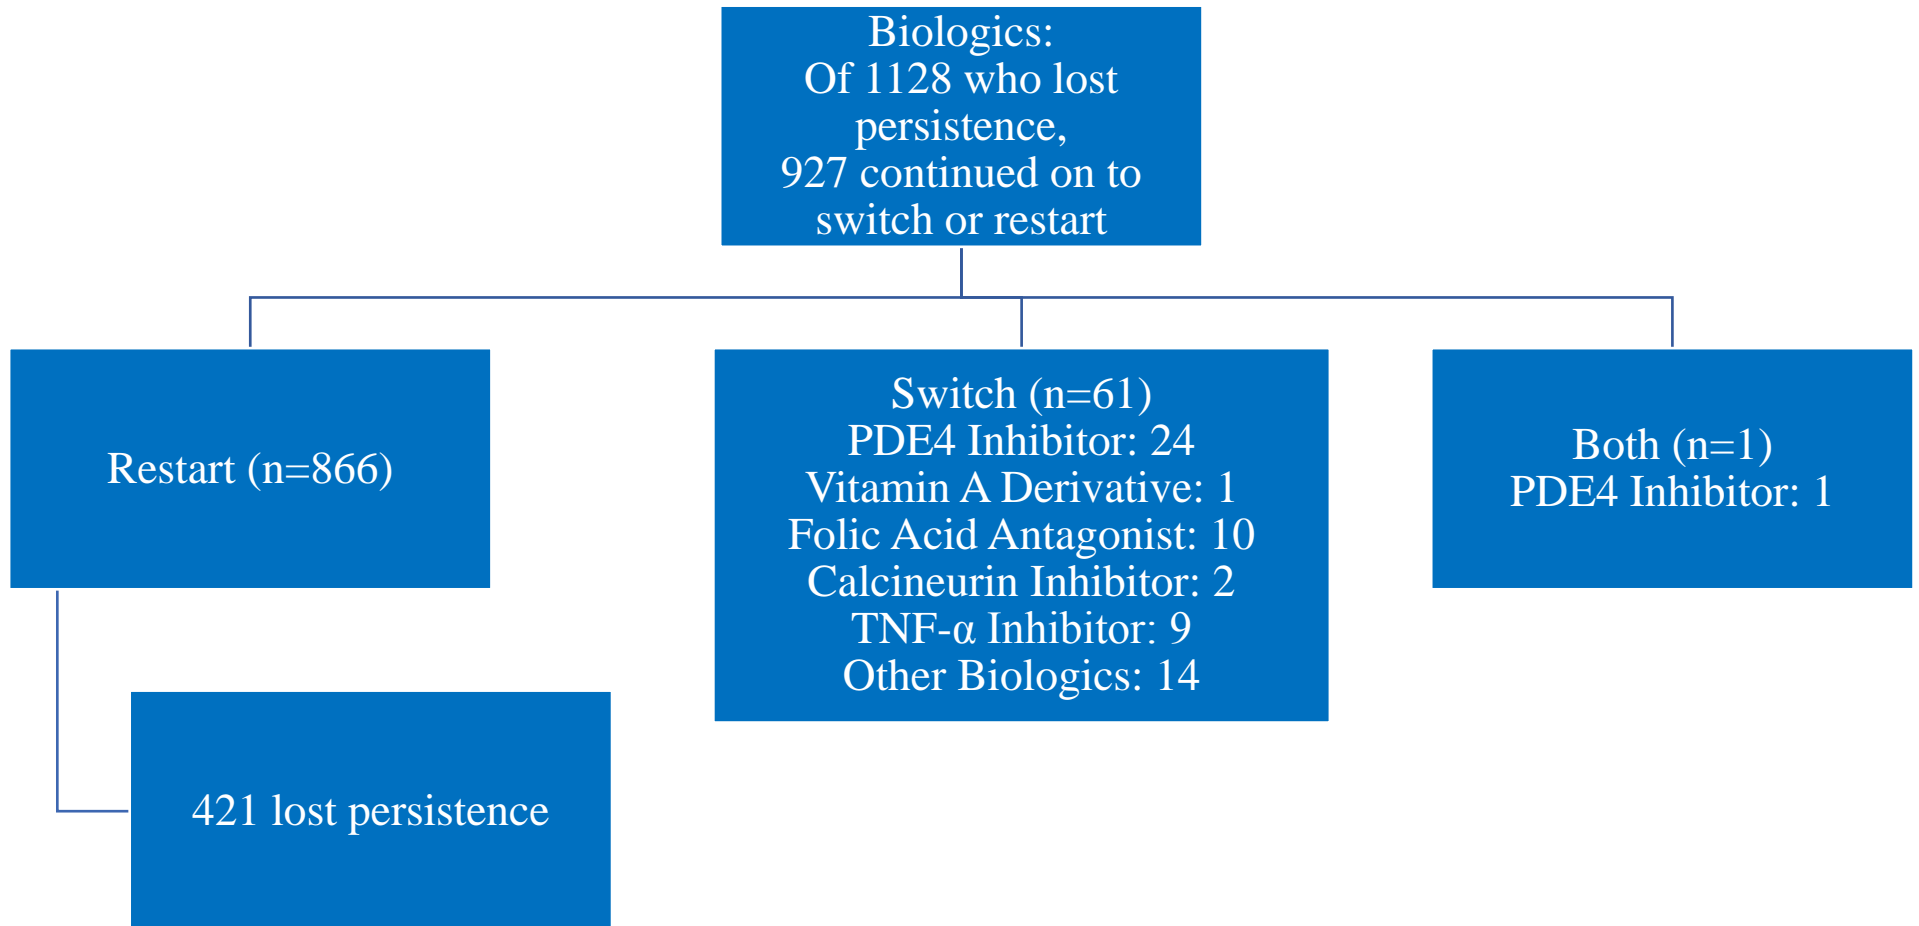 Biologics:
Of 1128 who lost
persistence,
927 continued on to
switch or restart
Restart (n=866)
Switch (n=61)
PDE4 Inhibitor: 24
Vitamin A Derivative: 1
Folic Acid Antagonist: 10
Calcineurin Inhibitor: 2
TNF-α Inhibitor: 9
Other Biologics: 14
Both (n=1)
PDE4 Inhibitor: 1
421 lost persistence